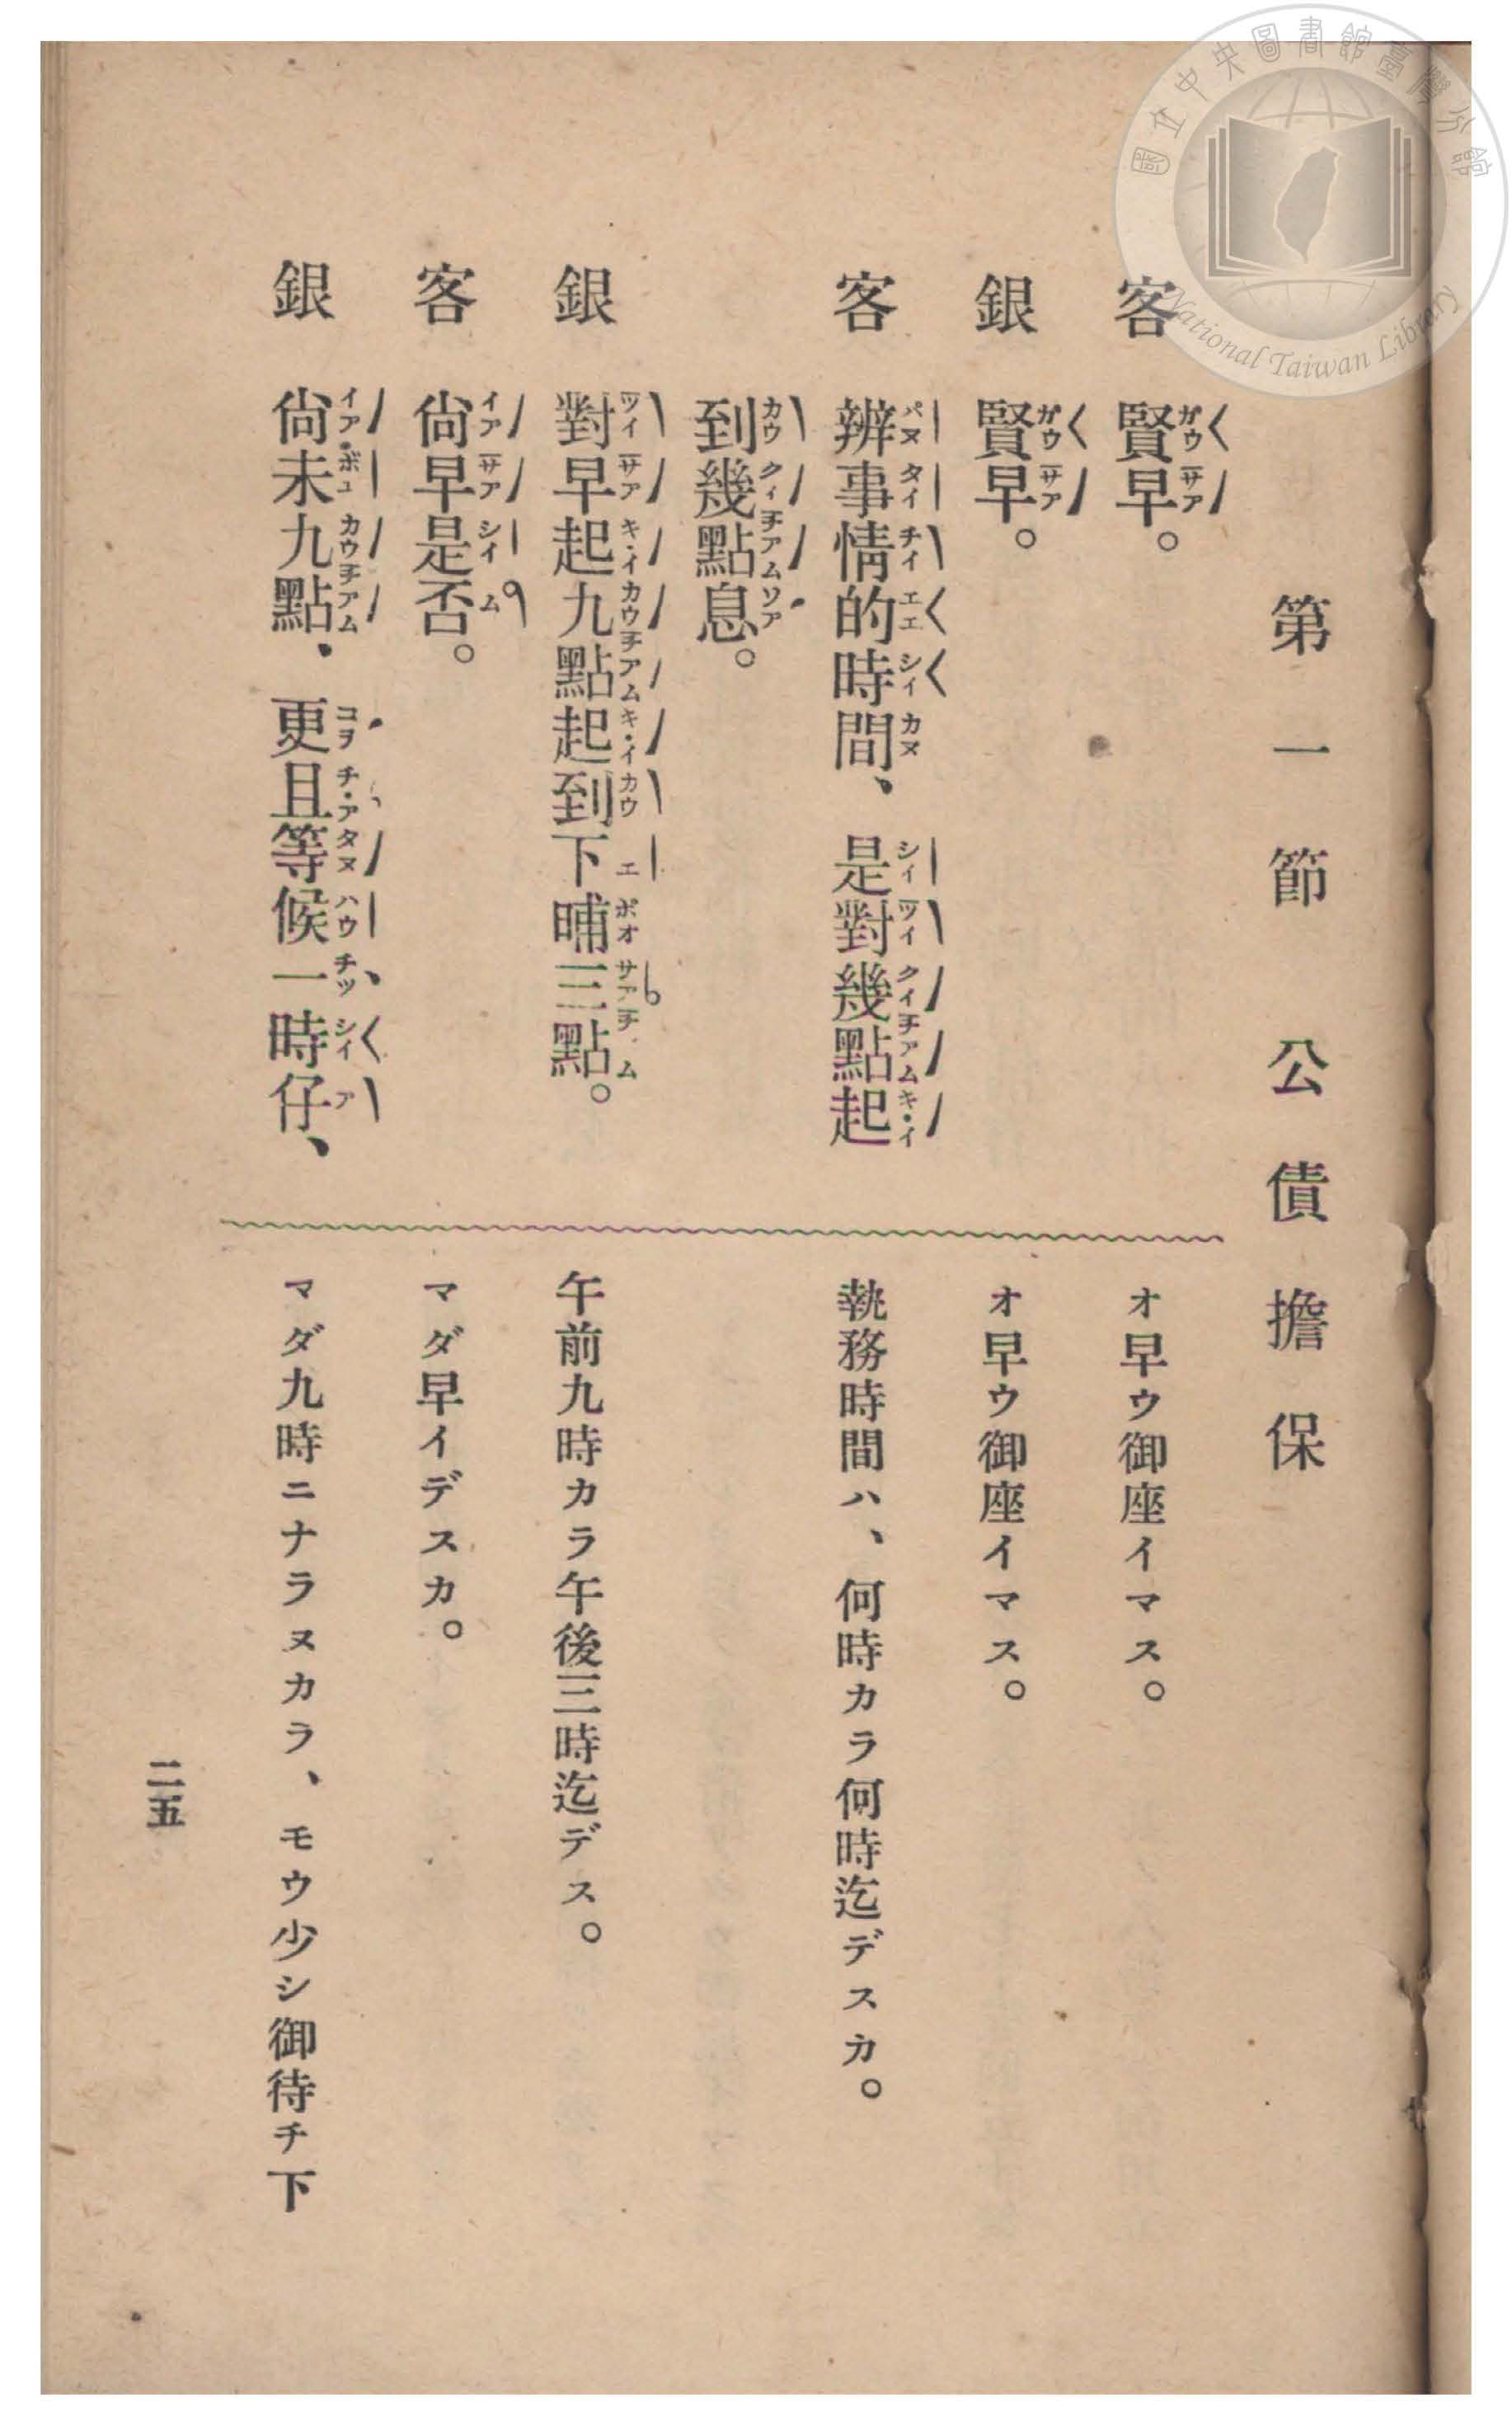 第一節 公債擔保
客 賢早。
オ早ウ御座イマス。
銀 賢早。
オ早ウ御座イマス。
客 辨事情的時間、是對幾點起
到幾點息。
執務時間ハ、何時カラ何時迄デスカ。
銀 對早起九點起到下晡三點。
午前九時カラ午後三時迄デス。
客 尙早是否。
マダ早イデスカ。
銀 尙未九點、更且等候一時仔、
マダ九時ニナラヌカラ、モウ少シ御待チ下
二五
國立中央圖書館臺灣分館
National Taiwan Library